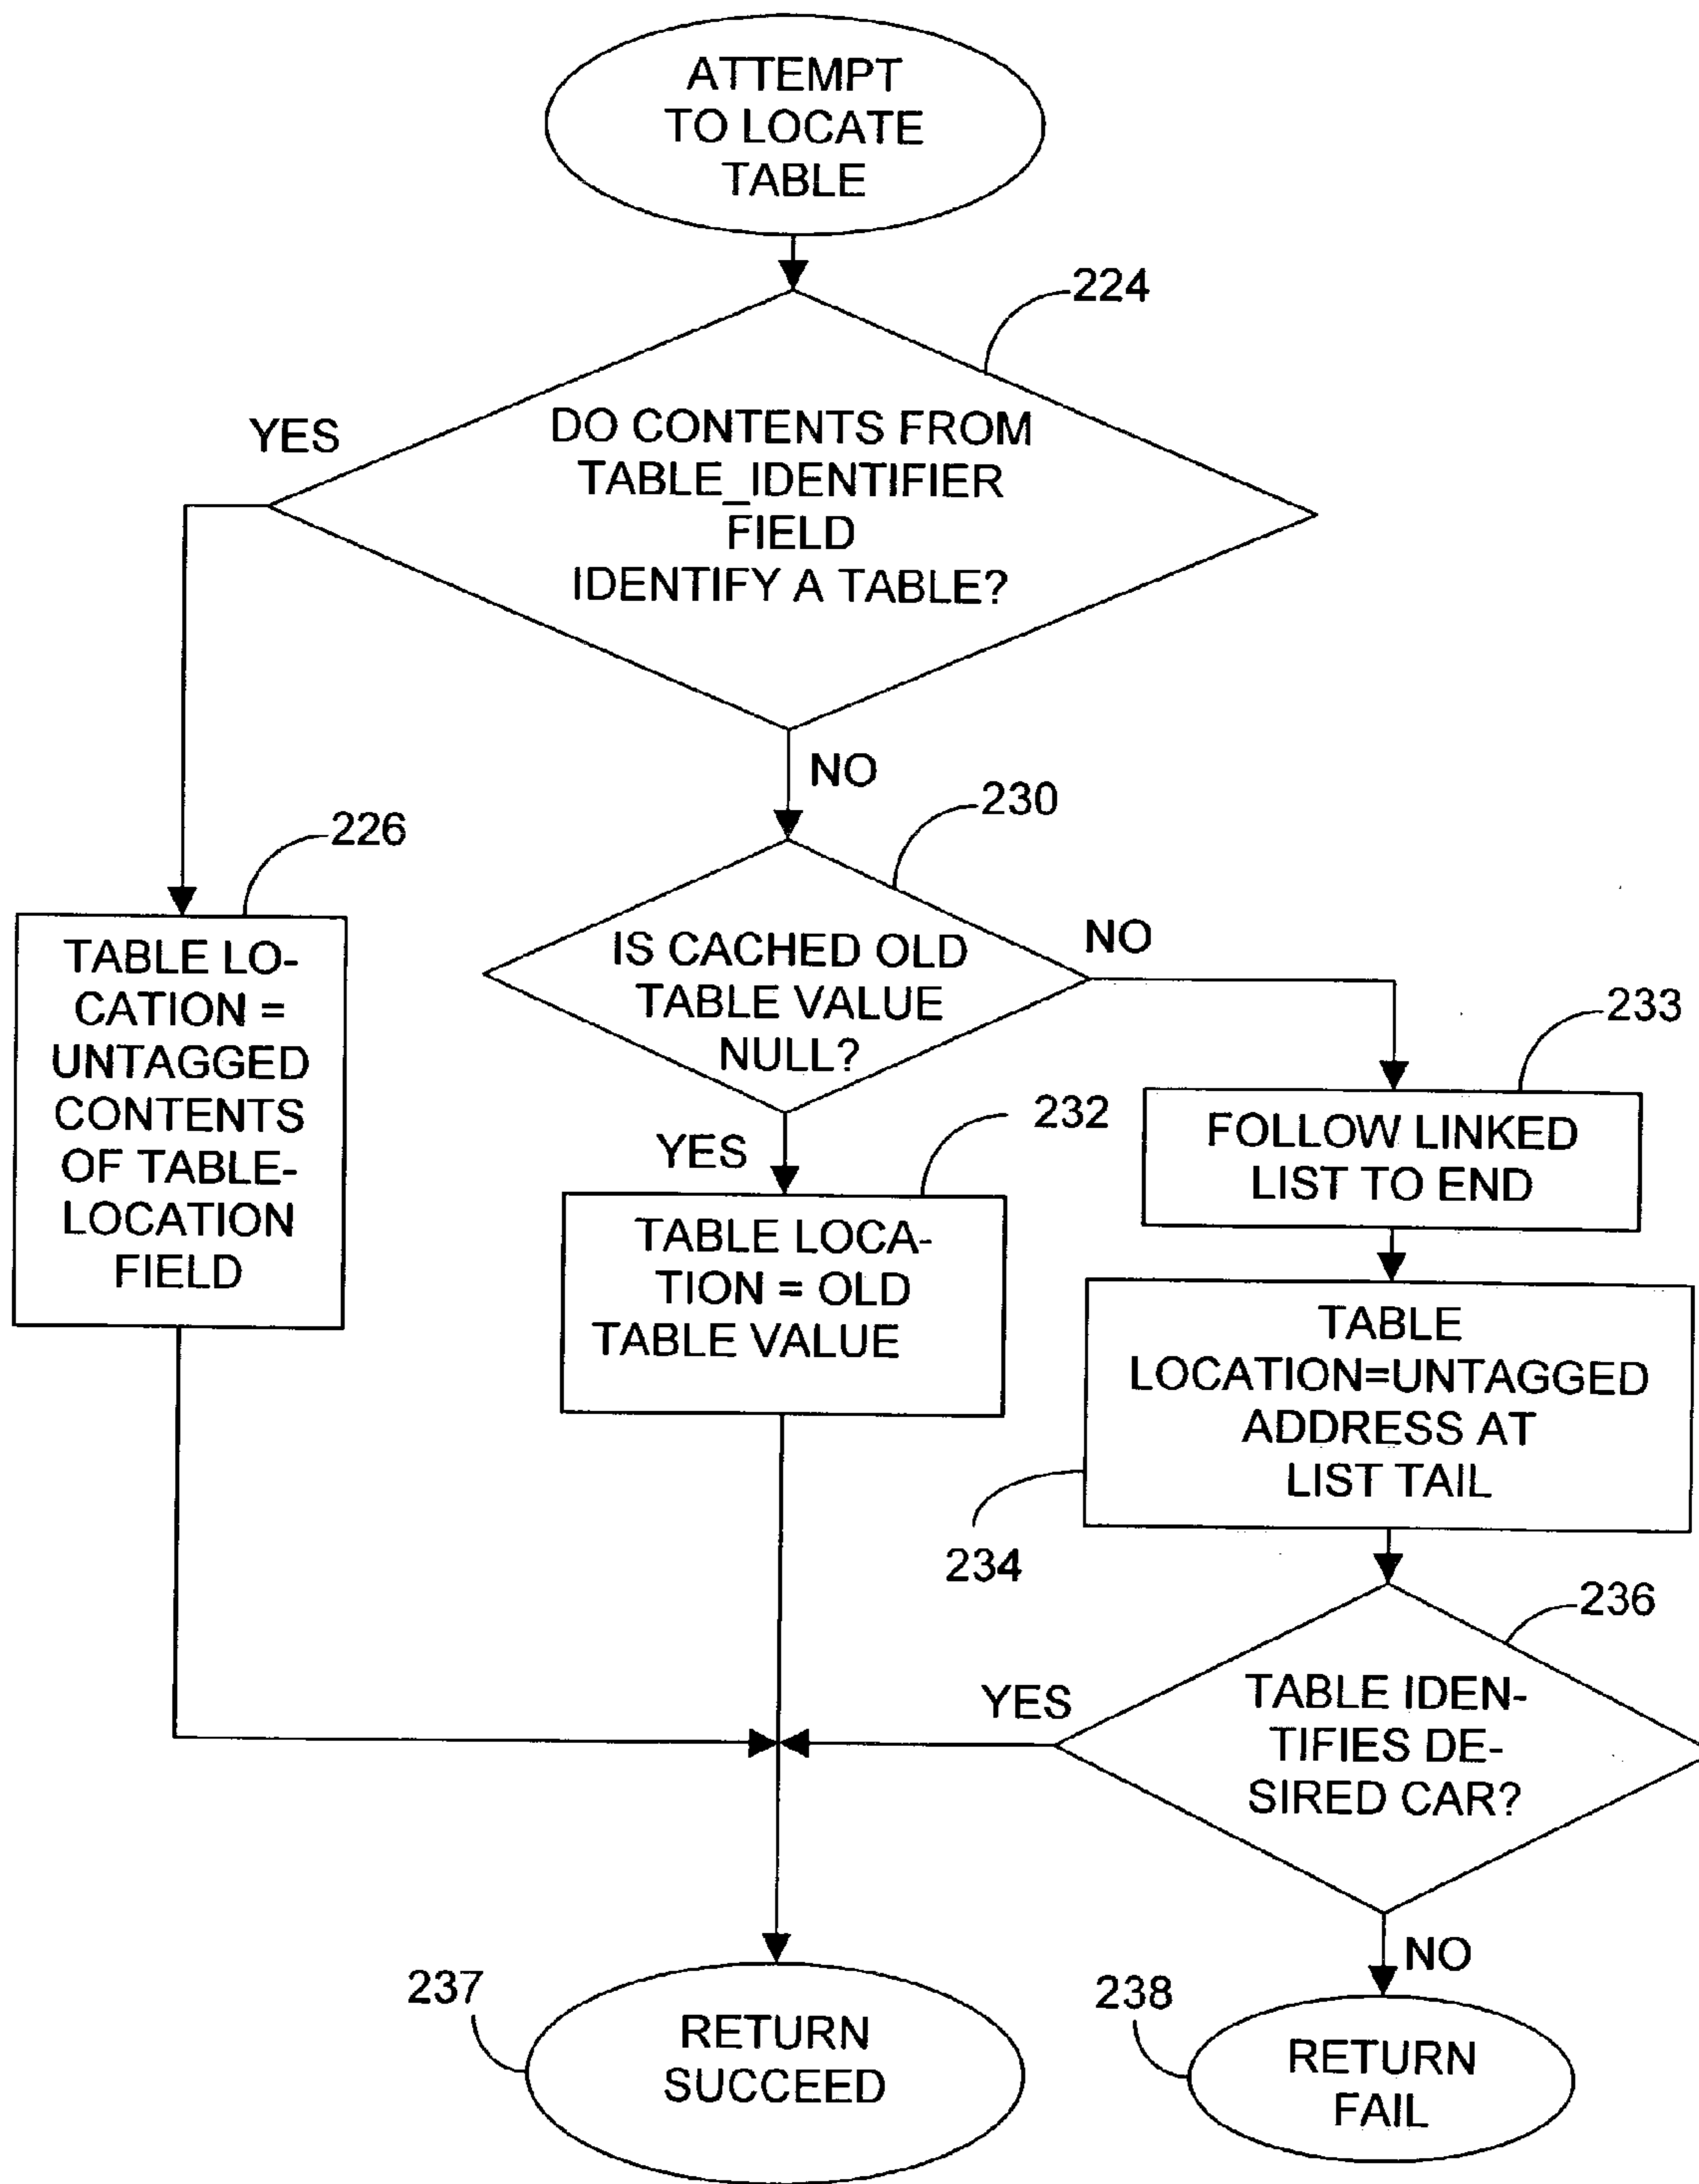 ATTEMPT
TO LOCATE
TABLE
224
YES
DO CONTENTS FROM
TABLE_IDENTIFIER
FIELD
IDENTIFY A TABLE?
NO
230
226
TABLE LO-
CATION =
UNTAGGED
CONTENTS
OF TABLE-
LOCATION
FIELD
IS CACHED OLD
TABLE VALUE
NULL?
NO
233
YES
232
FOLLOW LINKED
LIST TO END
TABLE LOCA-
TION = OLD
TABLE VALUE
TABLE
LOCATION=UNTAGGED
ADDRESS AT
LIST TAIL
234
236
YES
TABLE IDEN-
TIFIES DE-
SIRED CAR?
NO
237
RETURN
SUCCEED
238
RETURN
FAIL